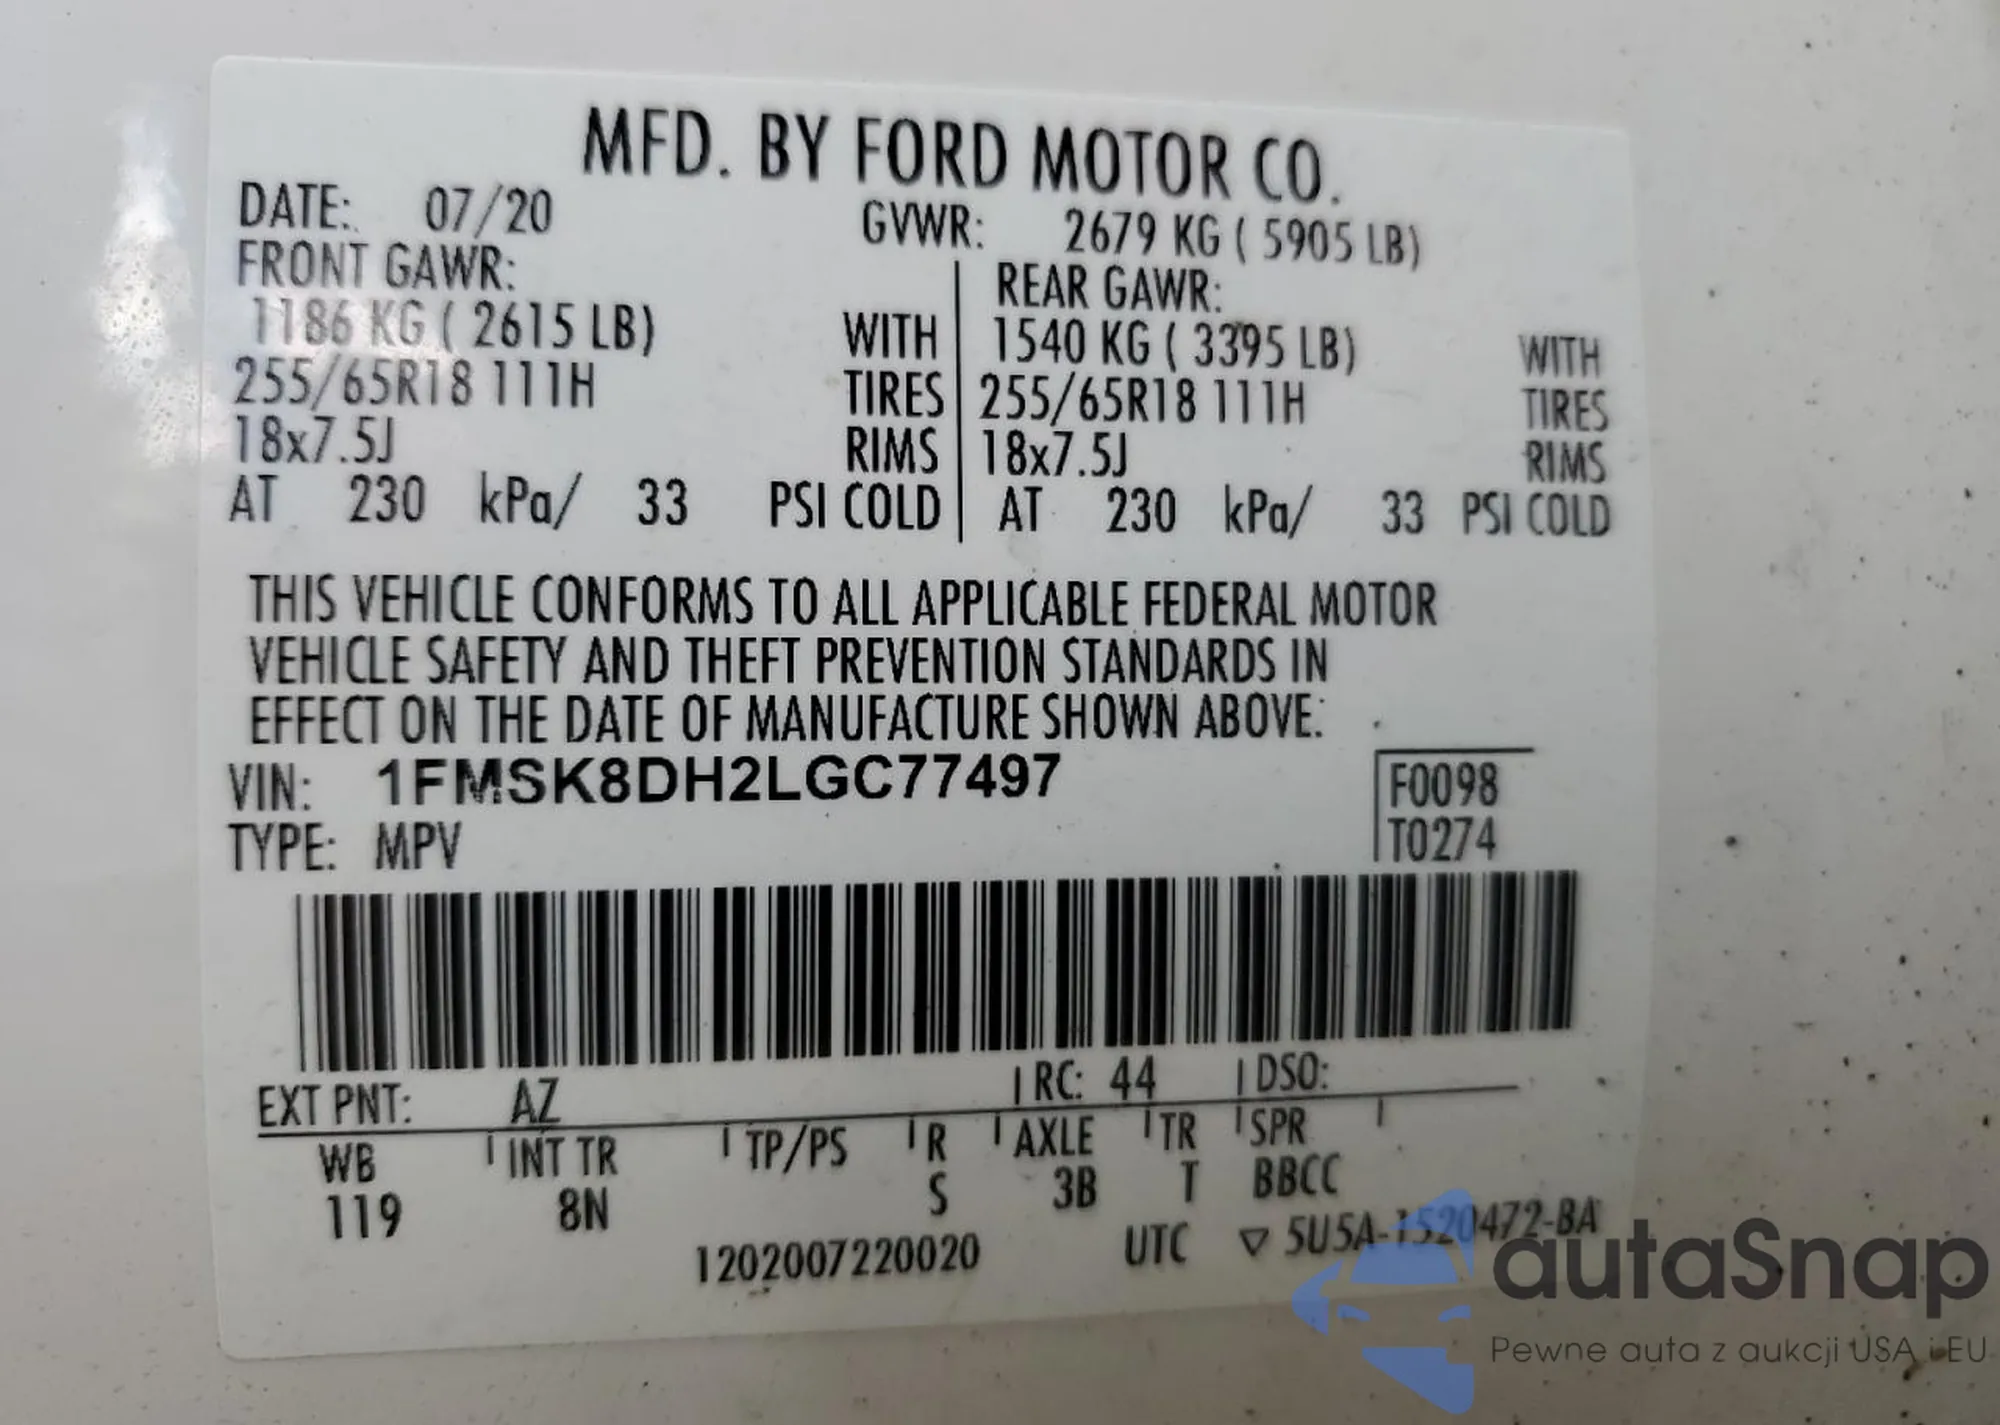 MFD. BY FORD MOTOR CO.
DATE: 07/20 GVWR: 2679 KG ( 5905 LB)
FRONT GAWR: REAR GAWR:
1186 KG ( 2615 LB) WITH 1540 KG ( 3395 LB) WITH
255/65R18 111H TIRES 255/65R18 111H TIRES
18x7.5J RIMS 18x7.5J RIMS
AT 230 kPa/ 33 PSI COLD AT 230 kPa/ 33 PSI COLD
THIS VEHICLE CONFORMS TO ALL APPLICABLE FEDERAL MOTOR
VEHICLE SAFETY AND THEFT PREVENTION STANDARDS IN
EFFECT ON THE DATE OF MANUFACTURE SHOWN ABOVE.
VIN: 1FMSK8DH2LGC77497 F0098
TYPE: MPV T0274
EXT PNT: AZ RC: 44 DSO:
WB INT TR TP/PS R AXLE TR SPR
119 8N S 3B T BBCC
1202007220020 UTC ▽ 5U5A-1520472-BA
autaSnap
Pewne auta z aukcji USA i EU